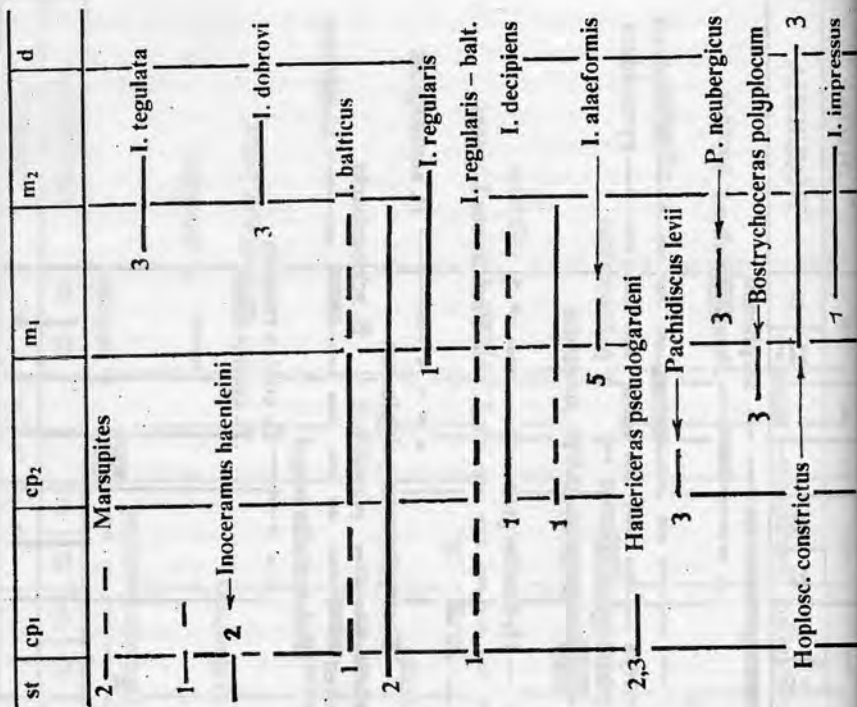 st cp1 cp2 m1 m2 d
2 Marsupites
3 I. tegulata
1
2 Inoceramus haenleini
3 I. dobrovi
1 I. balticus
2
1 I. regularis
1 I. regularis – balt.
1 I. decipiens
1
5 I. alaeformis
2,3 Hauericeras pseudogardeni
3 Pachidiscus levii
3 P. neubergicus
3 Bostrychoceras polyplocum
Hoplosc. constrictus 3
1 I. impressus